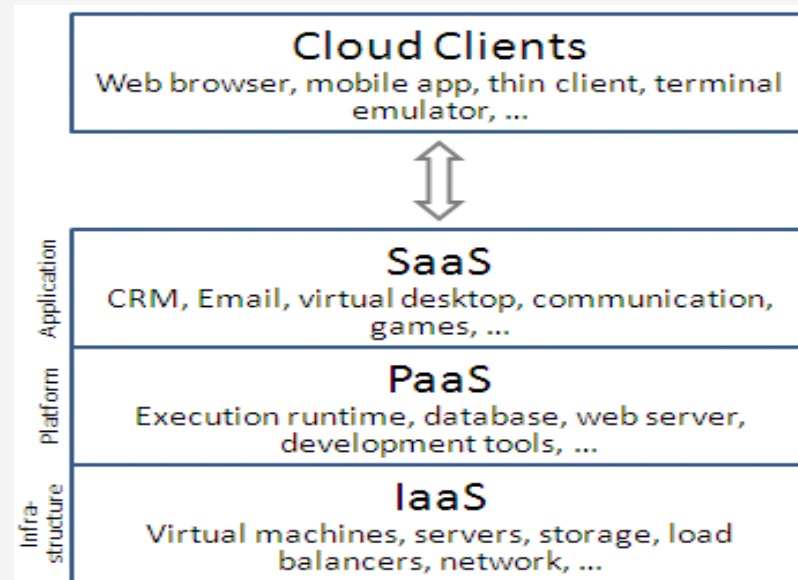 Cloud Clients
Web browser, mobile app, thin client, terminal
emulator, ...
Application
SaaS
CRM, Email, virtual desktop, communication,
games, ...
Platform
PaaS
Execution runtime, database, web server,
development tools, ...
Infra-
structure
IaaS
Virtual machines, servers, storage, load
balancers, network, ...